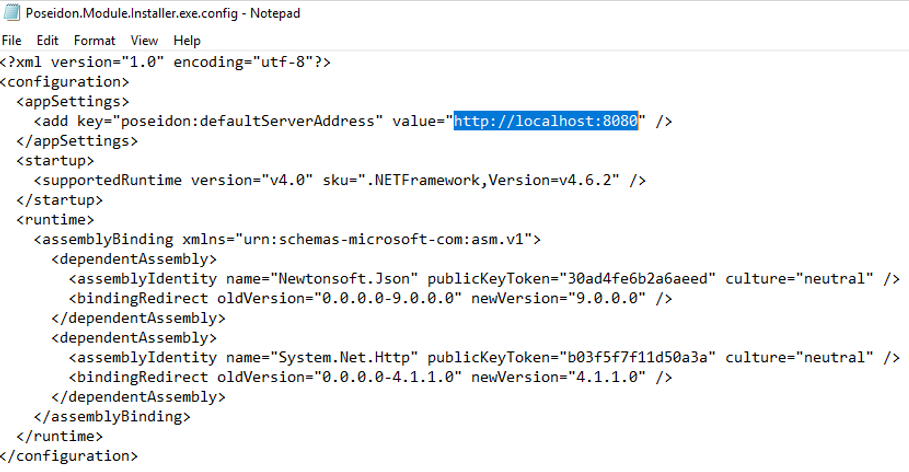 Poseidon.Module.Installer.exe.config - Notepad
File Edit Format View Help
<?xml version="1.0" encoding="utf-8"?>
<configuration>
  <appSettings>
    <add key="poseidon:defaultServerAddress" value="http://localhost:8080" />
  </appSettings>
  <startup>
    <supportedRuntime version="v4.0" sku=".NETFramework,Version=v4.6.2" />
  </startup>
  <runtime>
    <assemblyBinding xmlns="urn:schemas-microsoft-com:asm.v1">
      <dependentAssembly>
        <assemblyIdentity name="Newtonsoft.Json" publicKeyToken="30ad4fe6b2a6aeed" culture="neutral" />
        <bindingRedirect oldVersion="0.0.0.0-9.0.0.0" newVersion="9.0.0.0" />
      </dependentAssembly>
      <dependentAssembly>
        <assemblyIdentity name="System.Net.Http" publicKeyToken="b03f5f7f11d50a3a" culture="neutral" />
        <bindingRedirect oldVersion="0.0.0.0-4.1.1.0" newVersion="4.1.1.0" />
      </dependentAssembly>
    </assemblyBinding>
  </runtime>
</configuration>